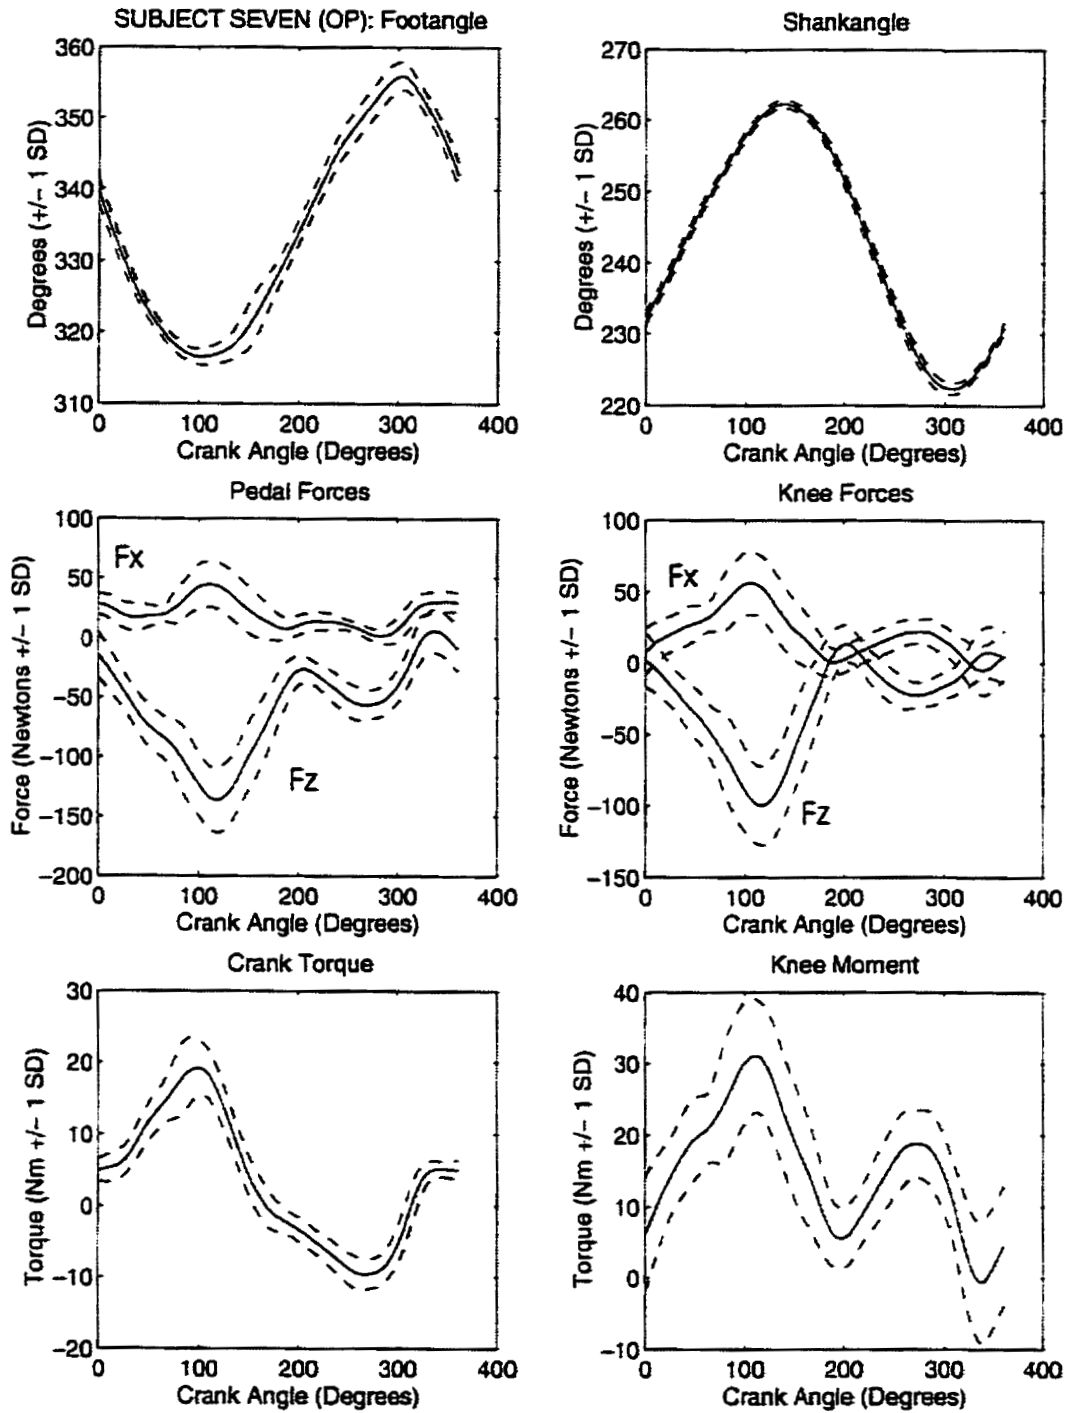 SUBJECT SEVEN (OP): Footangle
360
350
340
330
320
310
Degrees (+/− 1 SD)
0 100 200 300 400
Crank Angle (Degrees)
Shankangle
270
260
250
240
230
220
Degrees (+/− 1 SD)
0 100 200 300 400
Crank Angle (Degrees)
Pedal Forces
100
50
0
−50
−100
−150
−200
Force (Newtons +/− 1 SD)
Fx
Fz
0 100 200 300 400
Crank Angle (Degrees)
Knee Forces
100
50
0
−50
−100
−150
Force (Newtons +/− 1 SD)
Fx
Fz
0 100 200 300 400
Crank Angle (Degrees)
Crank Torque
30
20
10
0
−10
−20
Torque (Nm +/− 1 SD)
0 100 200 300 400
Crank Angle (Degrees)
Knee Moment
40
30
20
10
0
−10
Torque (Nm +/− 1 SD)
0 100 200 300 400
Crank Angle (Degrees)